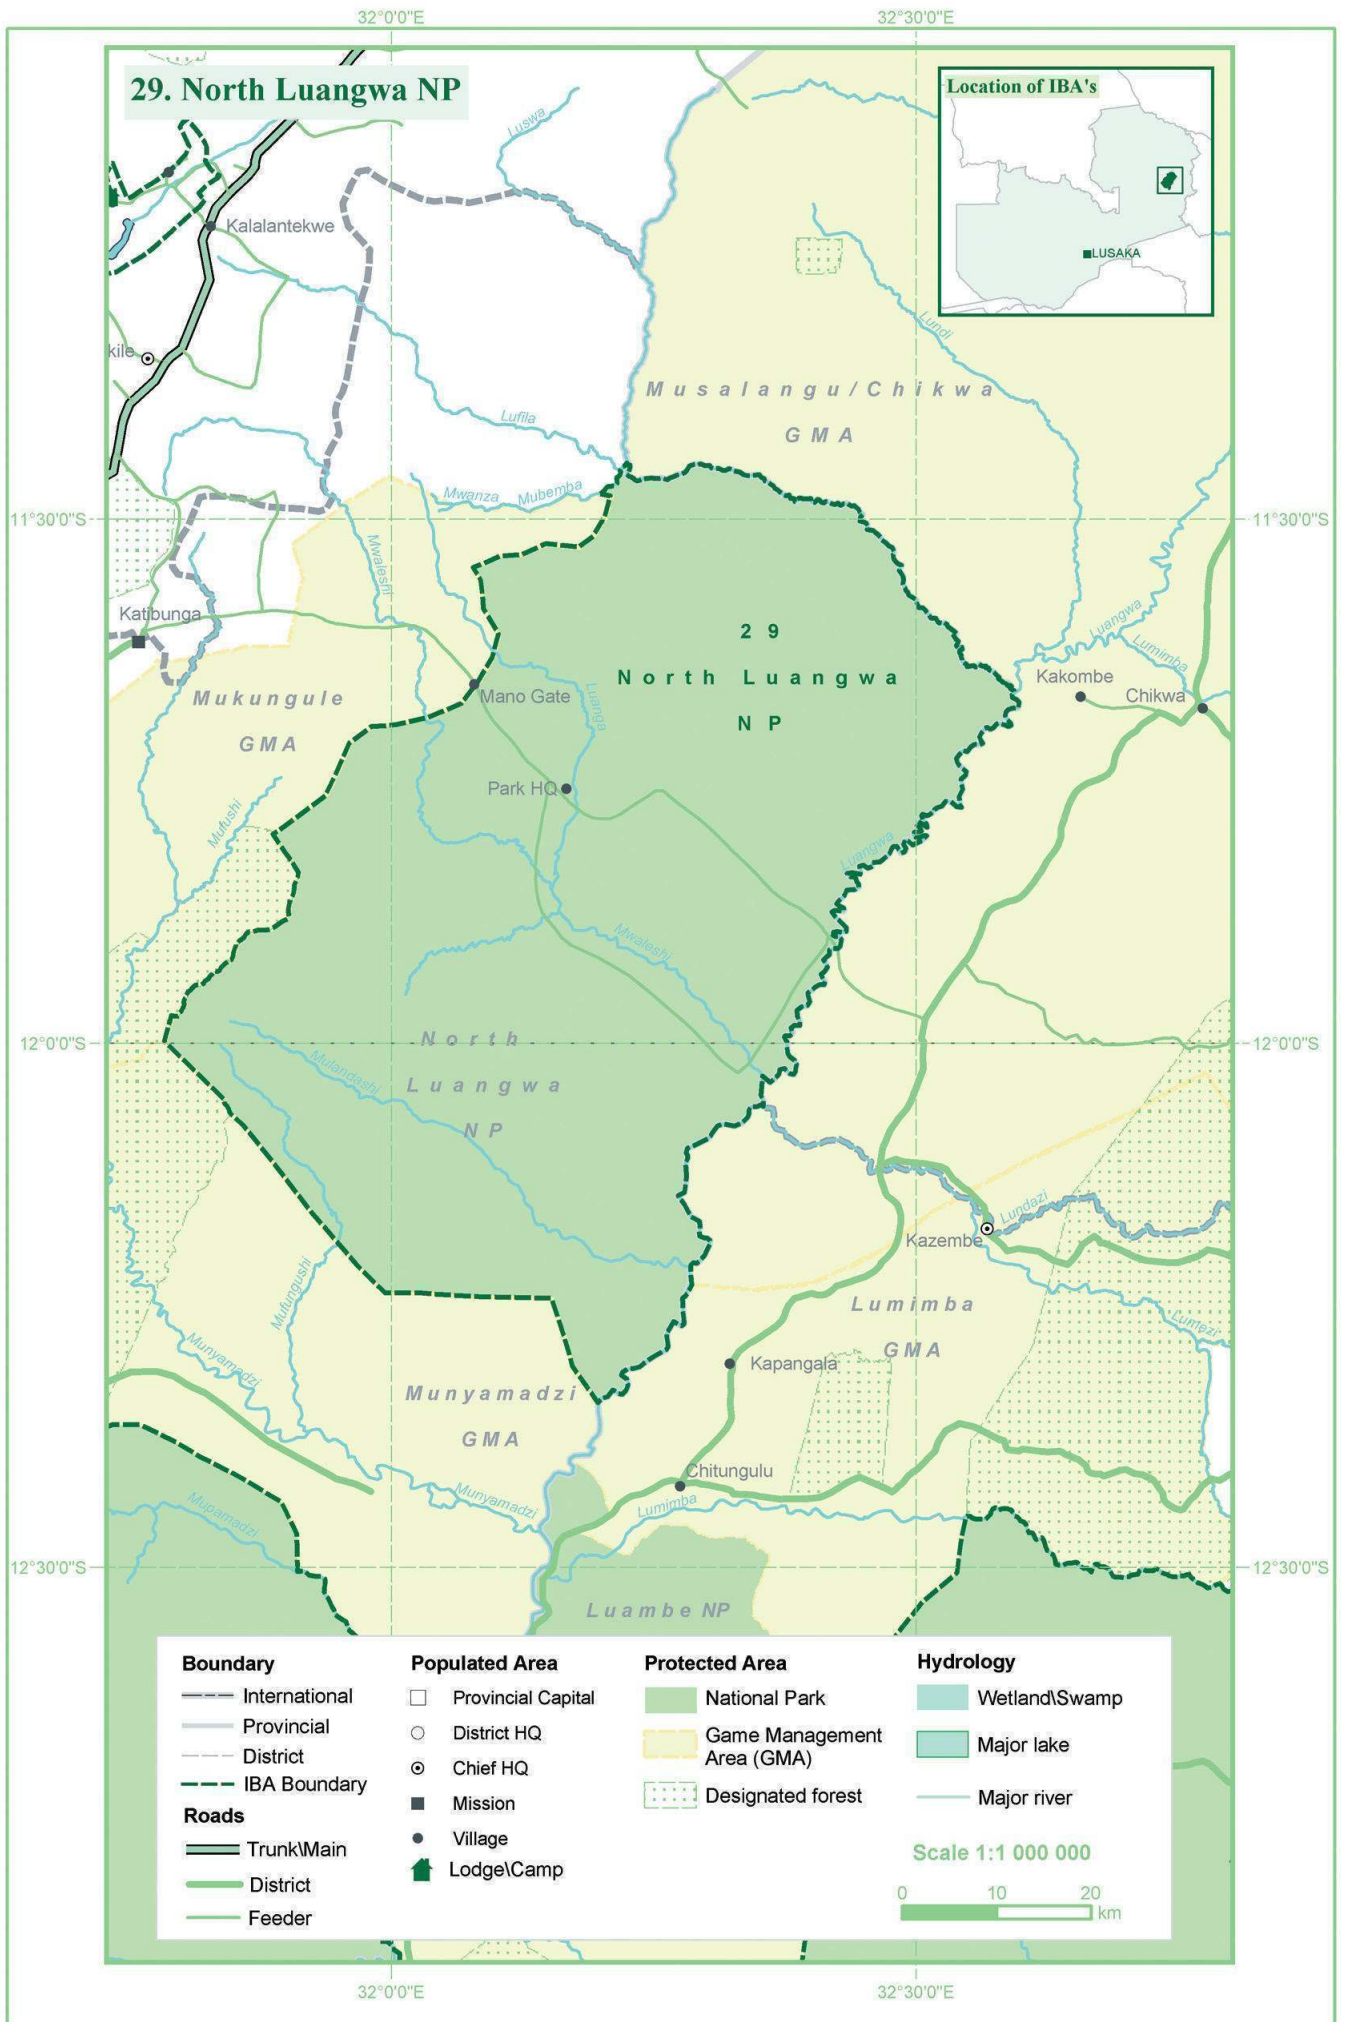 32°0'0"E
32°30'0"E
29. North Luangwa NP
Location of IBA's
LUSAKA
Luswa
Kalalantekwe
kile
Lundi
Musalangu/Chikwa
GMA
Lufila
Mwanza
Mubemba
11°30'0"S
11°30'0"S
Mwaleshi
Katibunga
Luangwa
Lumimba
29
North Luangwa
NP
Kakombe
Chikwa
Mukungule
GMA
Mano Gate
Luanga
Park HQ
Mufushi
Luangwa
Mwaleshi
12°0'0"S
12°0'0"S
North
Luangwa
NP
Mulandashi
Lundazi
Kazembe
Mufungushi
Lumimba
GMA
Lumezi
Munyamadzi
Kapangala
Munyamadzi
GMA
Chitungulu
Munyamadzi
Lumimba
Mupamadzi
12°30'0"S
12°30'0"S
Luambe NP
Boundary
International
Provincial
District
IBA Boundary
Roads
Trunk\Main
District
Feeder
Populated Area
Provincial Capital
District HQ
Chief HQ
Mission
Village
Lodge\Camp
Protected Area
National Park
Game Management
Area (GMA)
Designated forest
Hydrology
Wetland\Swamp
Major lake
Major river
Scale 1:1 000 000
0 10 20
km
32°0'0"E
32°30'0"E